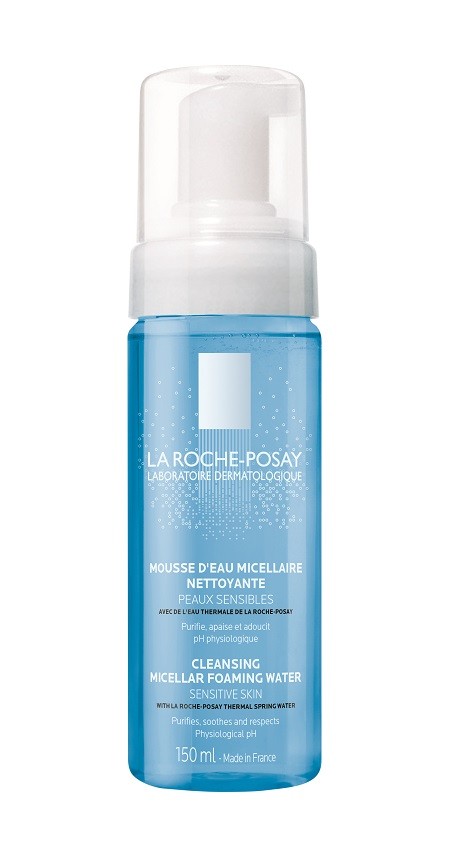 LA ROCHE-POSAY
LABORATOIRE DERMATOLOGIQUE
MOUSSE D'EAU MICELLAIRE
NETTOYANTE
PEAUX SENSIBLES
AVEC DE L'EAU THERMALE DE LA ROCHE-POSAY
Purifie, apaise et adoucit
pH physiologique
CLEANSING
MICELLAR FOAMING WATER
SENSITIVE SKIN
WITH LA ROCHE-POSAY THERMAL SPRING WATER
Purifies, soothes and respects
Physiological pH
150 ml - Made in France